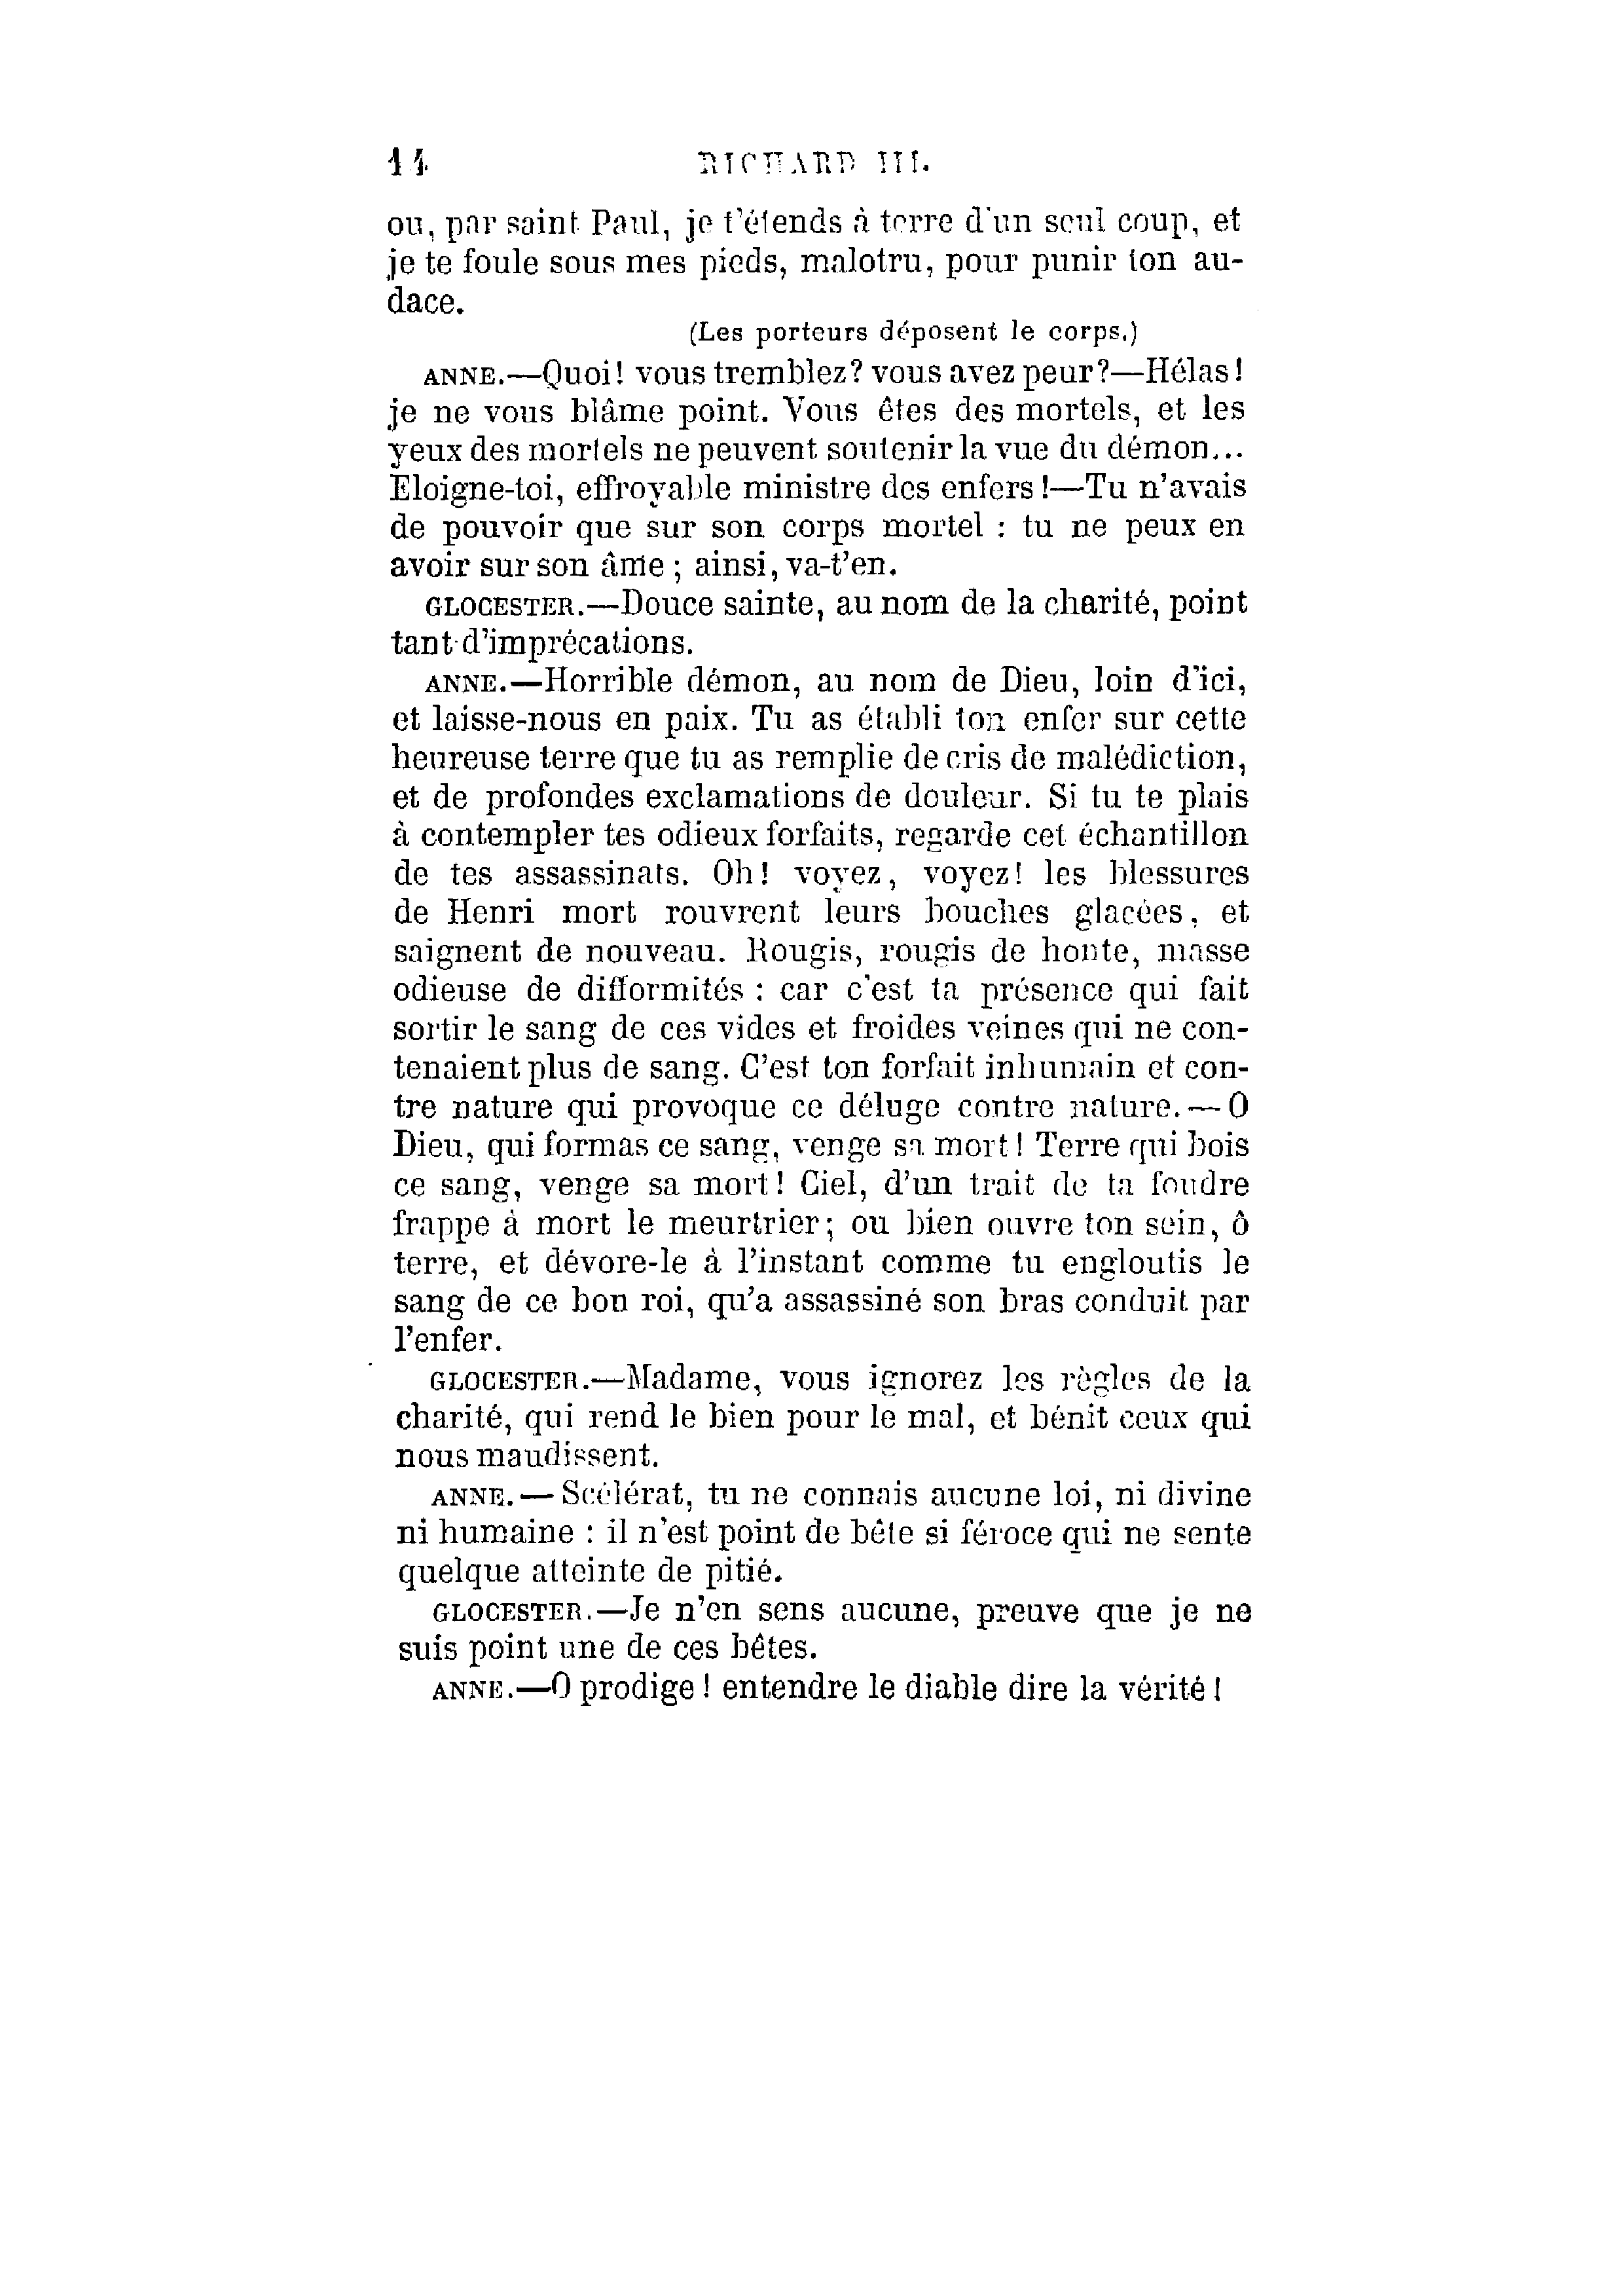 14 RICHARD III.
ou, par saint Paul, je t'étends à terre d'un seul coup, et
je te foule sous mes pieds, malotru, pour punir ton au-
dace.
(Les porteurs déposent le corps.)
ANNE.—Quoi! vous tremblez? vous avez peur?—Hélas!
je ne vous blâme point. Vous êtes des mortels, et les
yeux des mortels ne peuvent soutenir la vue du démon...
Eloigne-toi, effroyable ministre des enfers!—Tu n'avais
de pouvoir que sur son corps mortel : tu ne peux en
avoir sur son âme ; ainsi, va-t'en.
GLOCESTER.—Douce sainte, au nom de la charité, point
tant d'imprécations.
ANNE.—Horrible démon, au nom de Dieu, loin d'ici,
et laisse-nous en paix. Tu as établi ton enfer sur cette
heureuse terre que tu as remplie de cris de malédiction,
et de profondes exclamations de douleur. Si tu te plais
à contempler tes odieux forfaits, regarde cet échantillon
de tes assassinats. Oh! voyez, voyez! les blessures
de Henri mort rouvrent leurs bouches glacées, et
saignent de nouveau. Rougis, rougis de honte, masse
odieuse de difformités : car c'est ta présence qui fait
sortir le sang de ces vides et froides veines qui ne con-
tenaient plus de sang. C'est ton forfait inhumain et con-
tre nature qui provoque ce déluge contre nature.—O
Dieu, qui formas ce sang, venge sa mort! Terre qui bois
ce sang, venge sa mort! Ciel, d'un trait de ta foudre
frappe à mort le meurtrier; ou bien ouvre ton sein, ô
terre, et dévore-le à l'instant comme tu engloutis le
sang de ce bon roi, qu'a assassiné son bras conduit par
l'enfer.
GLOCESTER.—Madame, vous ignorez les règles de la
charité, qui rend le bien pour le mal, et bénit ceux qui
nous maudissent.
ANNE.—Scélérat, tu ne connais aucune loi, ni divine
ni humaine : il n'est point de bête si féroce qui ne sente
quelque atteinte de pitié.
GLOCESTER.—Je n'en sens aucune, preuve que je ne
suis point une de ces bêtes.
ANNE.—O prodige! entendre le diable dire la vérité!